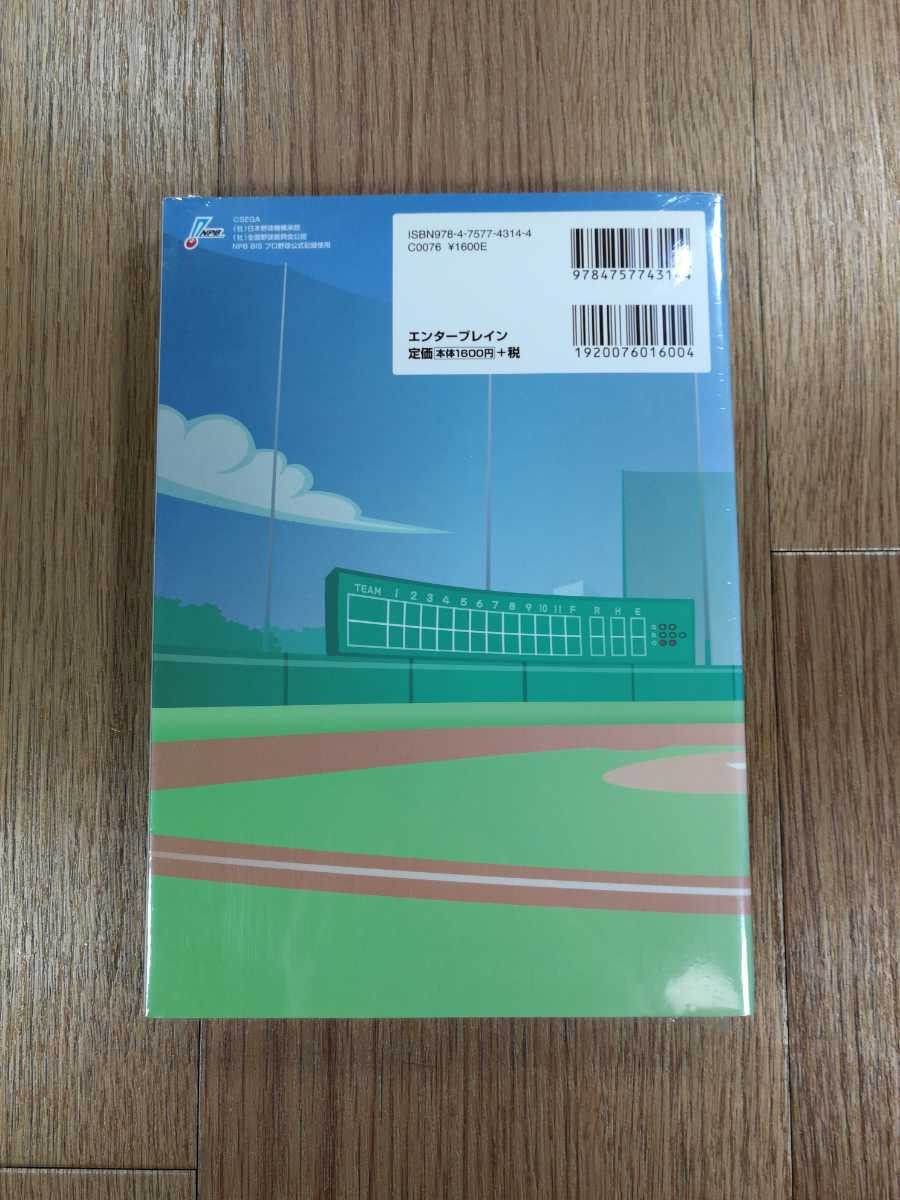 NPB
©SEGA
(社)日本野球機構承認
(社)全国野球振興会公認
NPB BIS プロ野球公式記録使用
ISBN978-4-7577-4314-4
C0076 ¥1600E
エンターブレイン
定価 本体1600円 +税
1920076016004
TEAM 1 2 3 4 5 6 7 8 9 10 11 F R H E